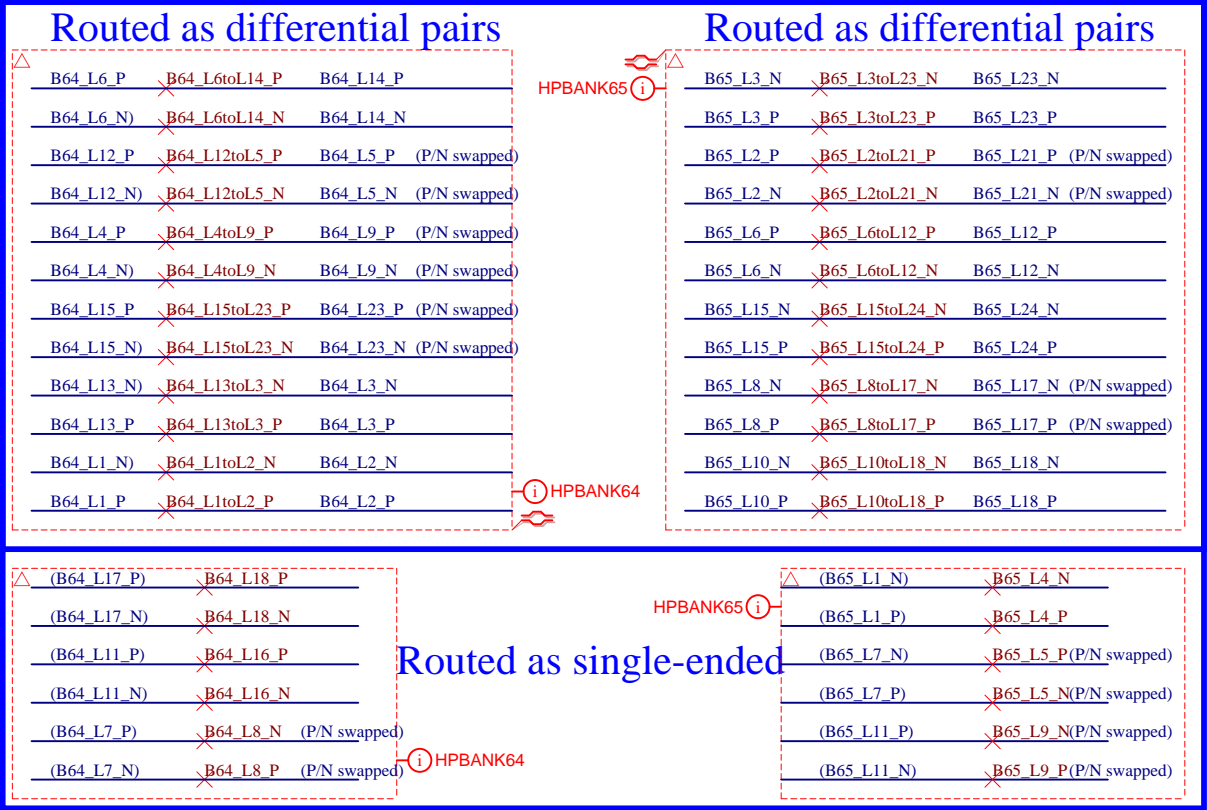 Routed as differential pairs
B64_L6_P B64_L6toL14_P B64_L14_P
B64_L6_N) B64_L6toL14_N B64_L14_N
B64_L12_P B64_L12toL5_P B64_L5_P (P/N swapped)
B64_L12_N) B64_L12toL5_N B64_L5_N (P/N swapped)
B64_L4_P B64_L4toL9_P B64_L9_P (P/N swapped)
B64_L4_N) B64_L4toL9_N B64_L9_N (P/N swapped)
B64_L15_P B64_L15toL23_P B64_L23_P (P/N swapped)
B64_L15_N) B64_L15toL23_N B64_L23_N (P/N swapped)
B64_L13_N) B64_L13toL3_N B64_L3_N
B64_L13_P B64_L13toL3_P B64_L3_P
B64_L1_N) B64_L1toL2_N B64_L2_N
B64_L1_P B64_L1toL2_P B64_L2_P
i HPBANK64
Routed as differential pairs
HPBANK65 i
B65_L3_N B65_L3toL23_N B65_L23_N
B65_L3_P B65_L3toL23_P B65_L23_P
B65_L2_P B65_L2toL21_P B65_L21_P (P/N swapped)
B65_L2_N B65_L2toL21_N B65_L21_N (P/N swapped)
B65_L6_P B65_L6toL12_P B65_L12_P
B65_L6_N B65_L6toL12_N B65_L12_N
B65_L15_N B65_L15toL24_N B65_L24_N
B65_L15_P B65_L15toL24_P B65_L24_P
B65_L8_N B65_L8toL17_N B65_L17_N (P/N swapped)
B65_L8_P B65_L8toL17_P B65_L17_P (P/N swapped)
B65_L10_N B65_L10toL18_N B65_L18_N
B65_L10_P B65_L10toL18_P B65_L18_P
(B64_L17_P) B64_L18_P
(B64_L17_N) B64_L18_N
(B64_L11_P) B64_L16_P
(B64_L11_N) B64_L16_N
(B64_L7_P) B64_L8_N (P/N swapped)
(B64_L7_N) B64_L8_P (P/N swapped)
i HPBANK64
Routed as single-ended
HPBANK65 i
(B65_L1_N) B65_L4_N
(B65_L1_P) B65_L4_P
(B65_L7_N) B65_L5_P (P/N swapped)
(B65_L7_P) B65_L5_N (P/N swapped)
(B65_L11_P) B65_L9_N (P/N swapped)
(B65_L11_N) B65_L9_P (P/N swapped)